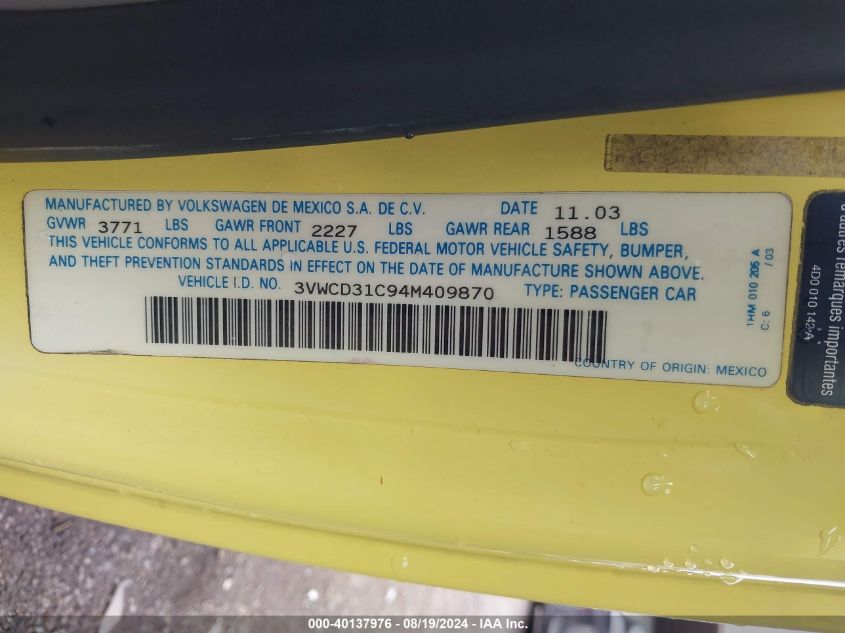 MANUFACTURED BY VOLKSWAGEN DE MEXICO S.A. DE C.V. DATE 11.03
GVWR 3771 LBS GAWR FRONT 2227 LBS GAWR REAR 1588 LBS
THIS VEHICLE CONFORMS TO ALL APPLICABLE U.S. FEDERAL MOTOR VEHICLE SAFETY, BUMPER,
AND THEFT PREVENTION STANDARDS IN EFFECT ON THE DATE OF MANUFACTURE SHOWN ABOVE.
VEHICLE I.D. NO. 3VWCD31C94M409870 TYPE: PASSENGER CAR
COUNTRY OF ORIGIN: MEXICO
1HM 010 205 A /03
C: 6
remarques importantes
4D0 010 142 A
000-40137976 - 08/19/2024 - IAAI.COM